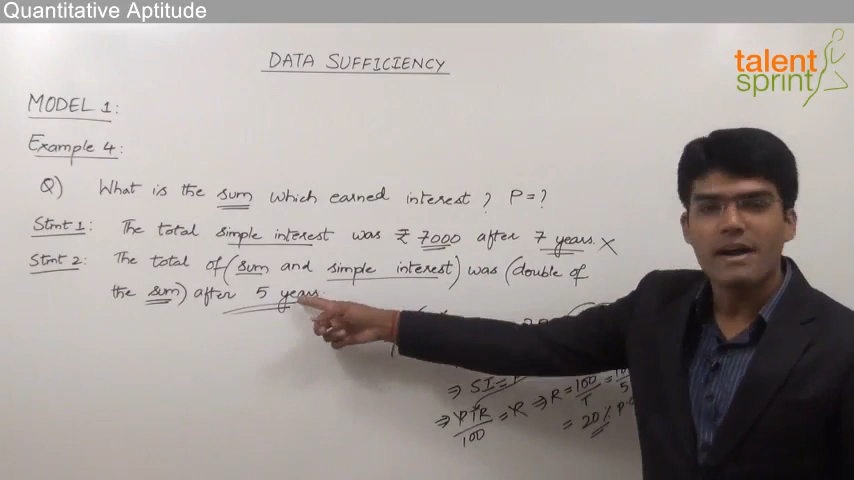 Quantitative Aptitude
talent
sprint
DATA SUFFICIENCY
MODEL 1:
Example 4:
Q) What is the sum which earned interest? P=?
Stmt 1: The total simple interest was ₹ 7000 after 7 years. X
Stmt 2: The total of (sum and simple interest) was (double of
the sum) after 5 years.
⇒ SI =
⇒ PTR/100 = P ⇒ R = 100/T =
= 20%